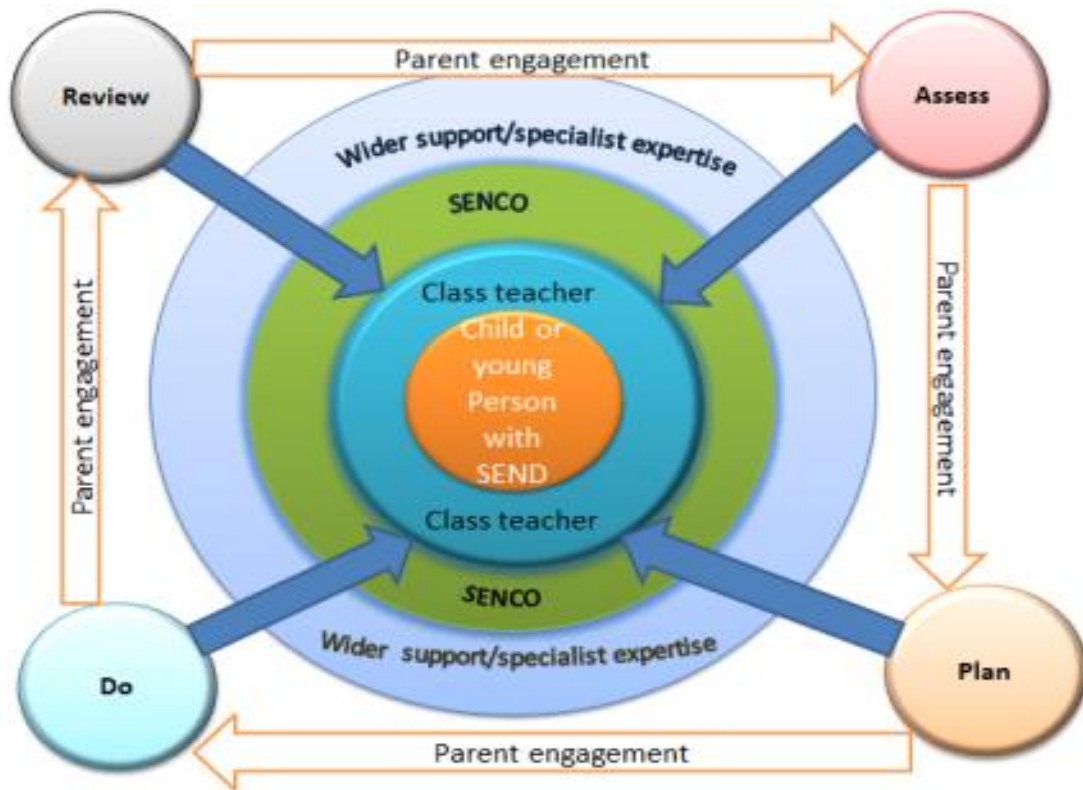 Parent engagement
Review
Assess
Wider support/specialist expertise
SENCO
Class teacher
Child or
young
Person
with
SEND
Class teacher
SENCO
Wider support/specialist expertise
Parent engagement
Parent engagement
Do
Plan
Parent engagement